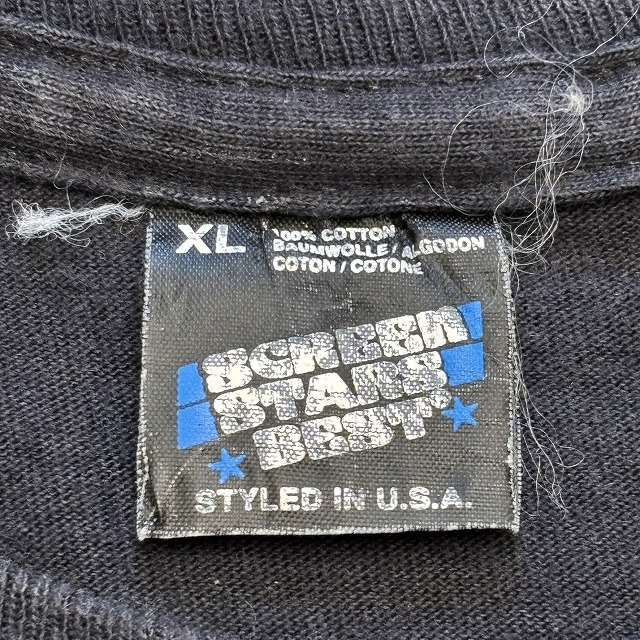 XL
100% COTTON
BAUMWOLLE / ALGODON
COTON / COTONE
SCREEN
STARS
BEST®
STYLED IN U.S.A.